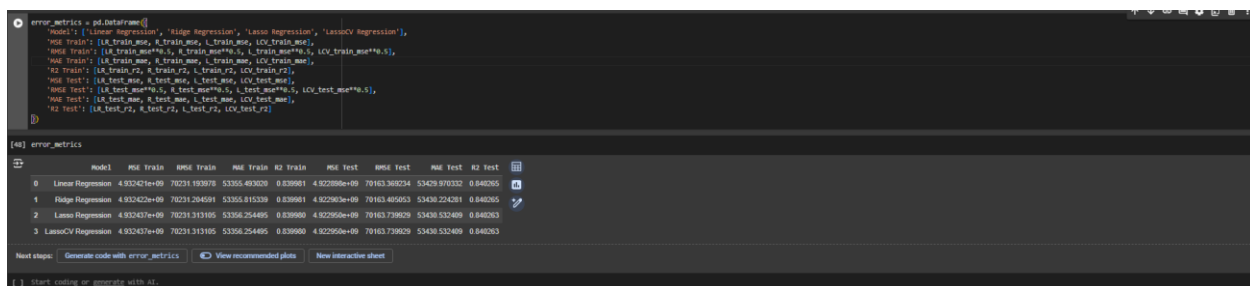 error_metrics = pd.DataFrame({
'Model': ['Linear Regression', 'Ridge Regression', 'Lasso Regression', 'LassoCV Regression'],
'MSE Train': [LR_train_mse, R_train_mse, L_train_mse, LCV_train_mse],
'RMSE Train': [LR_train_mse**0.5, R_train_mse**0.5, L_train_mse**0.5, LCV_train_mse**0.5],
'MAE Train': [LR_train_mae, R_train_mae, L_train_mae, LCV_train_mae],
'R2 Train': [LR_train_r2, R_train_r2, L_train_r2, LCV_train_r2],
'MSE Test': [LR_test_mse, R_test_mse, L_test_mse, LCV_test_mse],
'RMSE Test': [LR_test_mse**0.5, R_test_mse**0.5, L_test_mse**0.5, LCV_test_mse**0.5],
'MAE Test': [LR_test_mae, R_test_mae, L_test_mae, LCV_test_mae],
'R2 Test': [LR_test_r2, R_test_r2, L_test_r2, LCV_test_r2]
})
[48] error_metrics
Model MSE Train RMSE Train MAE Train R2 Train MSE Test RMSE Test MAE Test R2 Test
0 Linear Regression 4.932421e+09 70231.193978 53355.493020 0.839981 4.922898e+09 70163.369234 53429.970332 0.840265
1 Ridge Regression 4.932422e+09 70231.204591 53355.815339 0.839981 4.922903e+09 70163.405053 53430.224281 0.840265
2 Lasso Regression 4.932437e+09 70231.313105 53356.254495 0.839980 4.922950e+09 70163.739929 53430.532409 0.840263
3 LassoCV Regression 4.932437e+09 70231.313105 53356.254495 0.839980 4.922950e+09 70163.739929 53430.532409 0.840263
Next steps: Generate code with error_metrics View recommended plots New interactive sheet
[ ] Start coding or generate with AI.